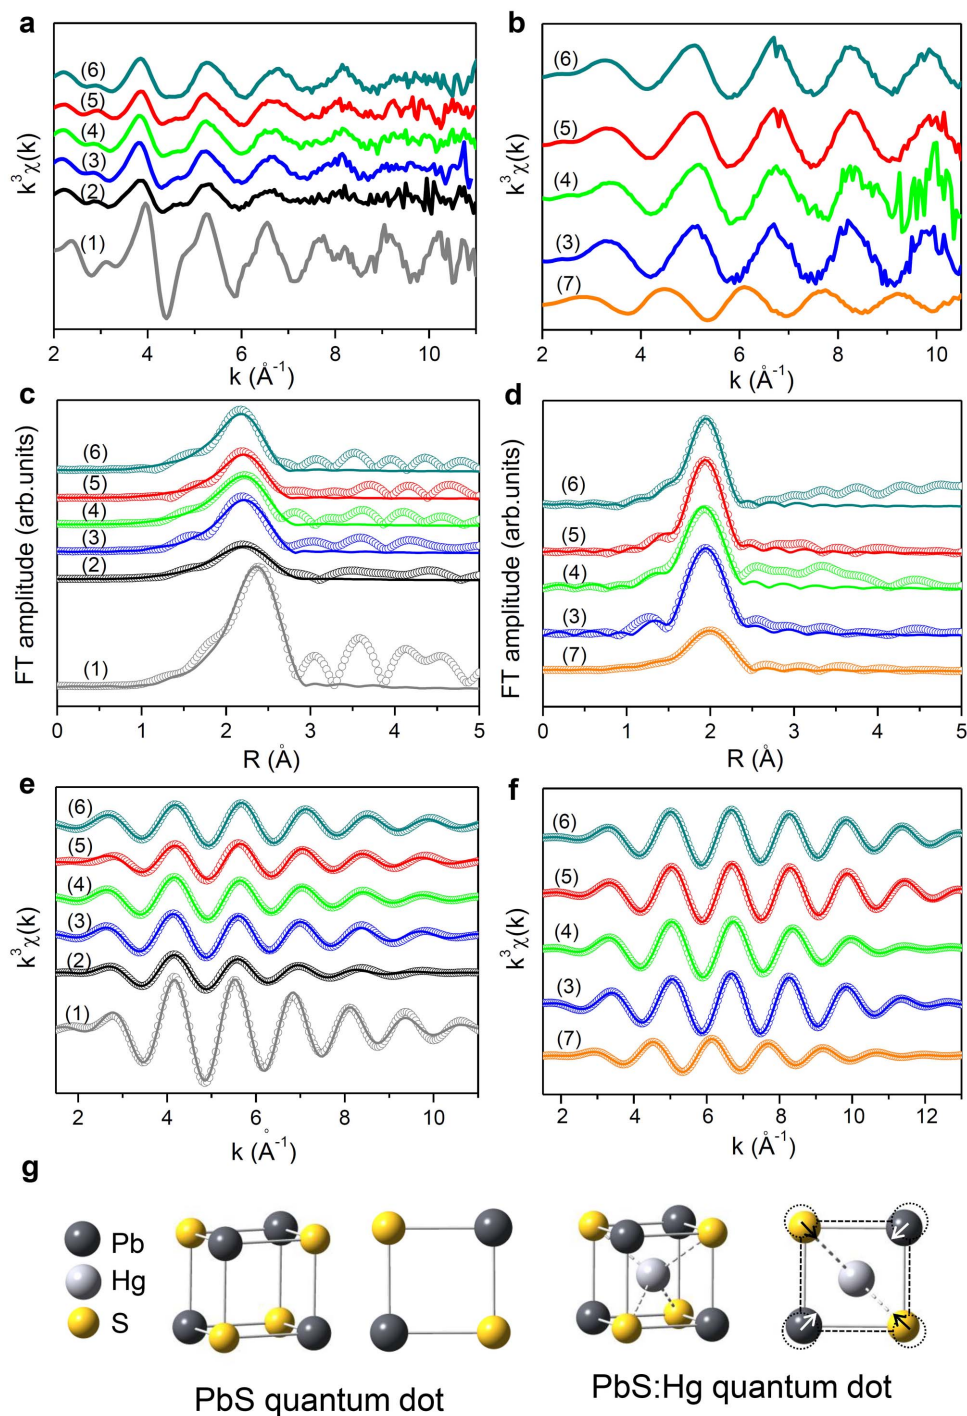 a
(6)
(5)
(4)
(3)
(2)
(1)
k³χ(k)
2 4 6 8 10
k (Å⁻¹)
b
(6)
(5)
(4)
(3)
(7)
k³χ(k)
2 4 6 8 10
k (Å⁻¹)
c
(6)
(5)
(4)
(3)
(2)
(1)
FT amplitude (arb.units)
0 1 2 3 4 5
R (Å)
d
(6)
(5)
(4)
(3)
(7)
FT amplitude (arb.units)
0 1 2 3 4 5
R (Å)
e
(6)
(5)
(4)
(3)
(2)
(1)
k³χ(k)
2 4 6 8 10
k (Å⁻¹)
f
(6)
(5)
(4)
(3)
(7)
k³χ(k)
2 4 6 8 10 12
k (Å⁻¹)
g
Pb
Hg
S
PbS quantum dot
PbS:Hg quantum dot